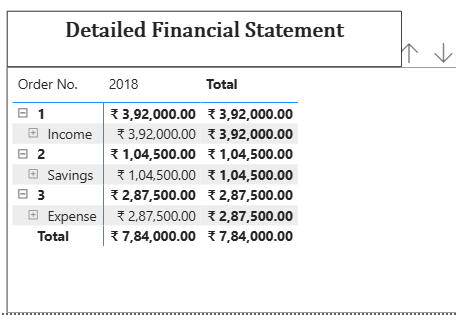 Detailed Financial Statement
Order No. 2018 Total
1 ₹ 3,92,000.00 ₹ 3,92,000.00
Income ₹ 3,92,000.00 ₹ 3,92,000.00
2 ₹ 1,04,500.00 ₹ 1,04,500.00
Savings ₹ 1,04,500.00 ₹ 1,04,500.00
3 ₹ 2,87,500.00 ₹ 2,87,500.00
Expense ₹ 2,87,500.00 ₹ 2,87,500.00
Total ₹ 7,84,000.00 ₹ 7,84,000.00